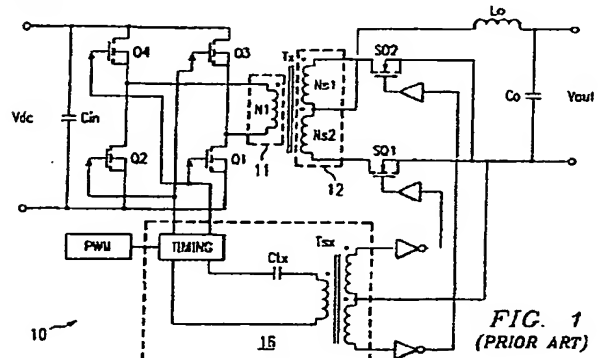 Lo
Q4
Q3
Tx
SQ2
Ns1
Vdc
Cin
N1
Co
Vout
Ns2
Q2
Q1
SQ1
11
12
PWM
TIMING
Tsx
C1x
10
16
FIG. 1
(PRIOR ART)